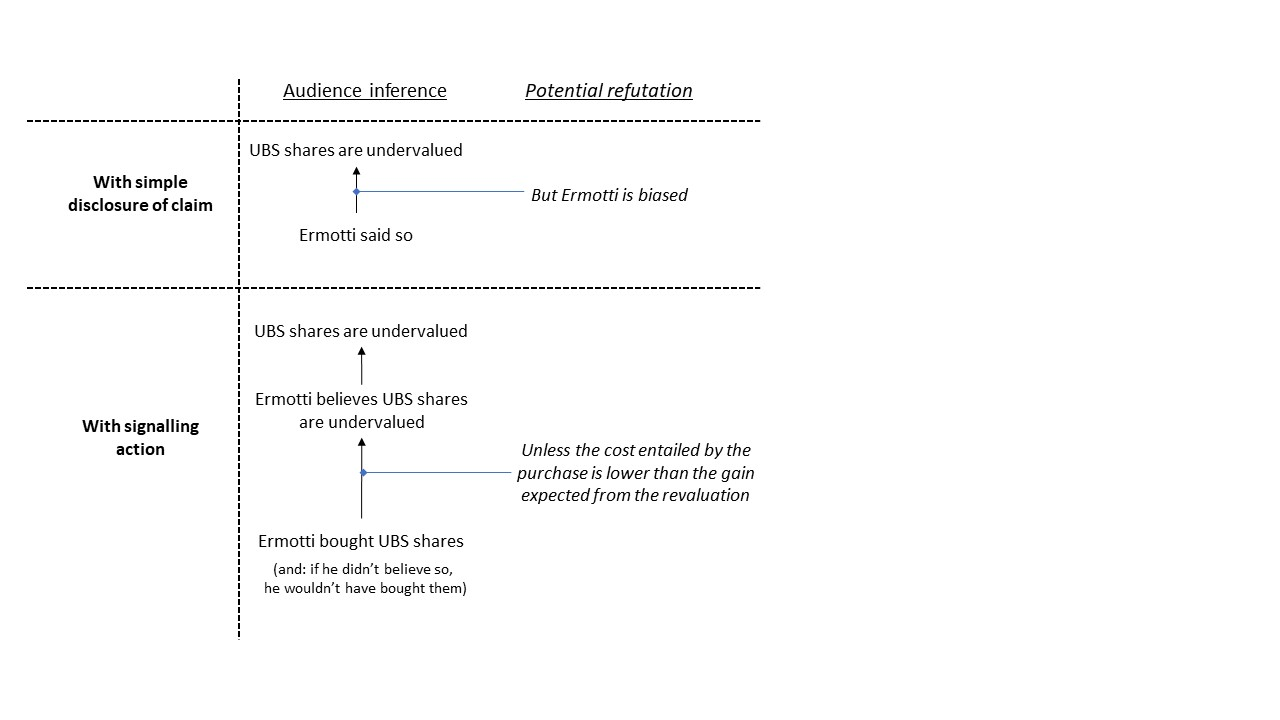 Audience inference
Potential refutation
With simple
disclosure of claim
UBS shares are undervalued
But Ermotti is biased
Ermotti said so
With signalling
action
UBS shares are undervalued
Ermotti believes UBS shares
are undervalued
Unless the cost entailed by the
purchase is lower than the gain
expected from the revaluation
Ermotti bought UBS shares
(and: if he didn’t believe so,
he wouldn’t have bought them)